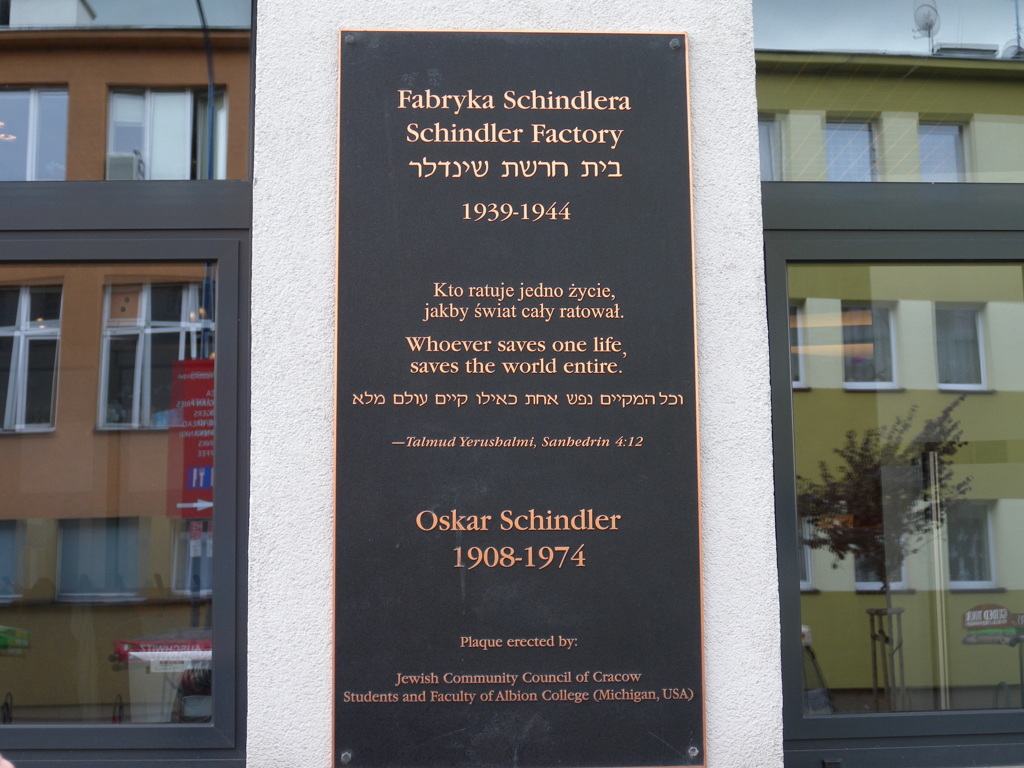 Fabryka Schindlera
Schindler Factory
בית חרשת שינדלר
1939-1944
Kto ratuje jedno życie,
jakby świat cały ratował.
Whoever saves one life,
saves the world entire.
וכל המקיים נפש אחת כאילו קיים עולם מלא
—Talmud Yerushalmi, Sanhedrin 4:12
Oskar Schindler
1908-1974
Plaque erected by:
Jewish Community Council of Cracow
Students and Faculty of Albion College (Michigan, USA)
AUSCHWITZ
GUIDED TOUR